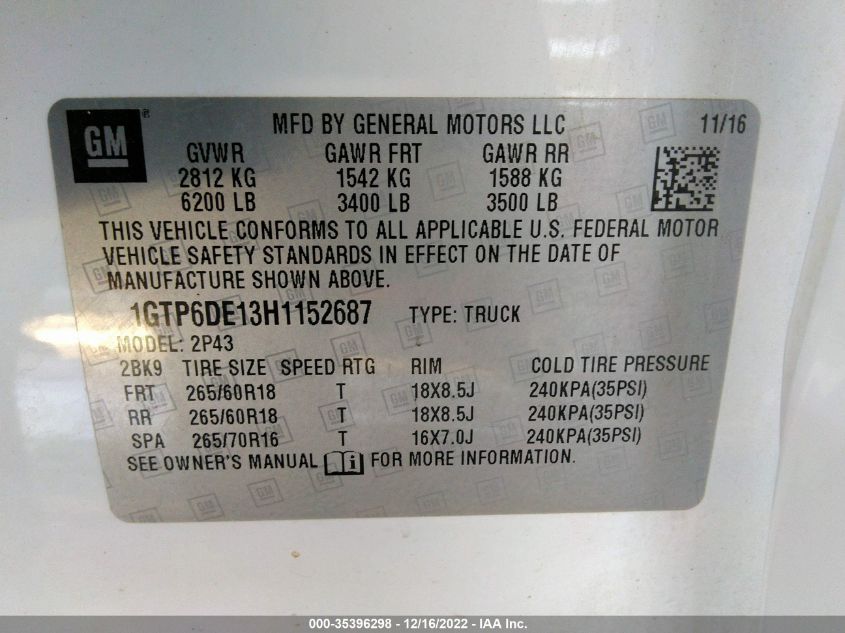 GM ® MFD BY GENERAL MOTORS LLC 11/16
GVWR GAWR FRT GAWR RR
2812 KG 1542 KG 1588 KG
6200 LB 3400 LB 3500 LB
THIS VEHICLE CONFORMS TO ALL APPLICABLE U.S. FEDERAL MOTOR
VEHICLE SAFETY STANDARDS IN EFFECT ON THE DATE OF
MANUFACTURE SHOWN ABOVE.
1GTP6DE13H1152687 TYPE: TRUCK
MODEL: 2P43
2BK9 TIRE SIZE SPEED RTG RIM COLD TIRE PRESSURE
FRT 265/60R18 T 18X8.5J 240KPA(35PSI)
RR 265/60R18 T 18X8.5J 240KPA(35PSI)
SPA 265/70R16 T 16X7.0J 240KPA(35PSI)
SEE OWNER'S MANUAL i FOR MORE INFORMATION.
000-35396298 - 12/16/2022 - IAA Inc.